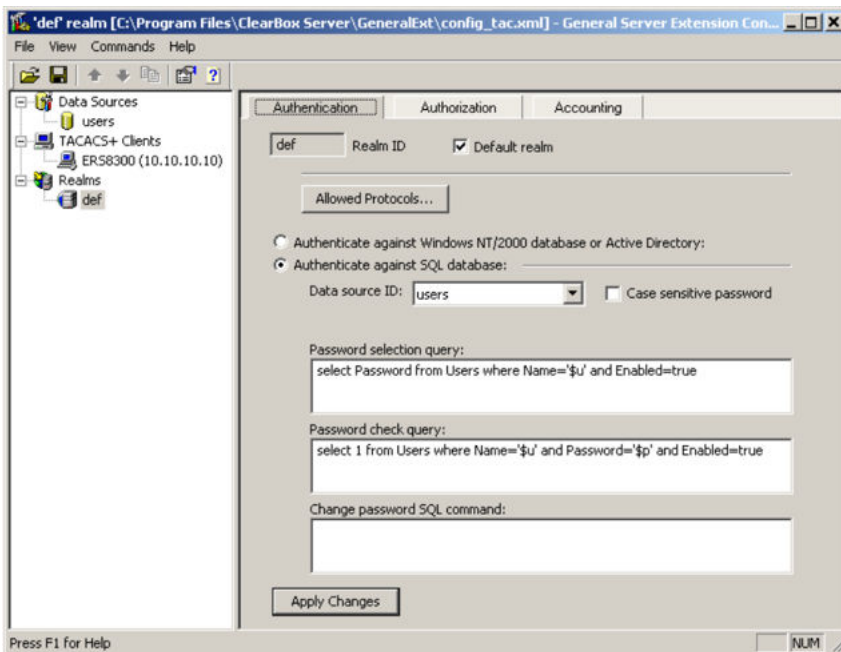 'def' realm [C:\Program Files\ClearBox Server\GeneralExt\config_tac.xml] - General Server Extension Con...
File View Commands Help
Data Sources
users
TACACS+ Clients
ERS8300 (10.10.10.10)
Realms
def
Authentication Authorization Accounting
def Realm ID Default realm
Allowed Protocols...
Authenticate against Windows NT/2000 database or Active Directory:
Authenticate against SQL database:
Data source ID: users Case sensitive password
Password selection query:
select Password from Users where Name='$u' and Enabled=true
Password check query:
select 1 from Users where Name='$u' and Password='$p' and Enabled=true
Change password SQL command:
Apply Changes
Press F1 for Help NUM